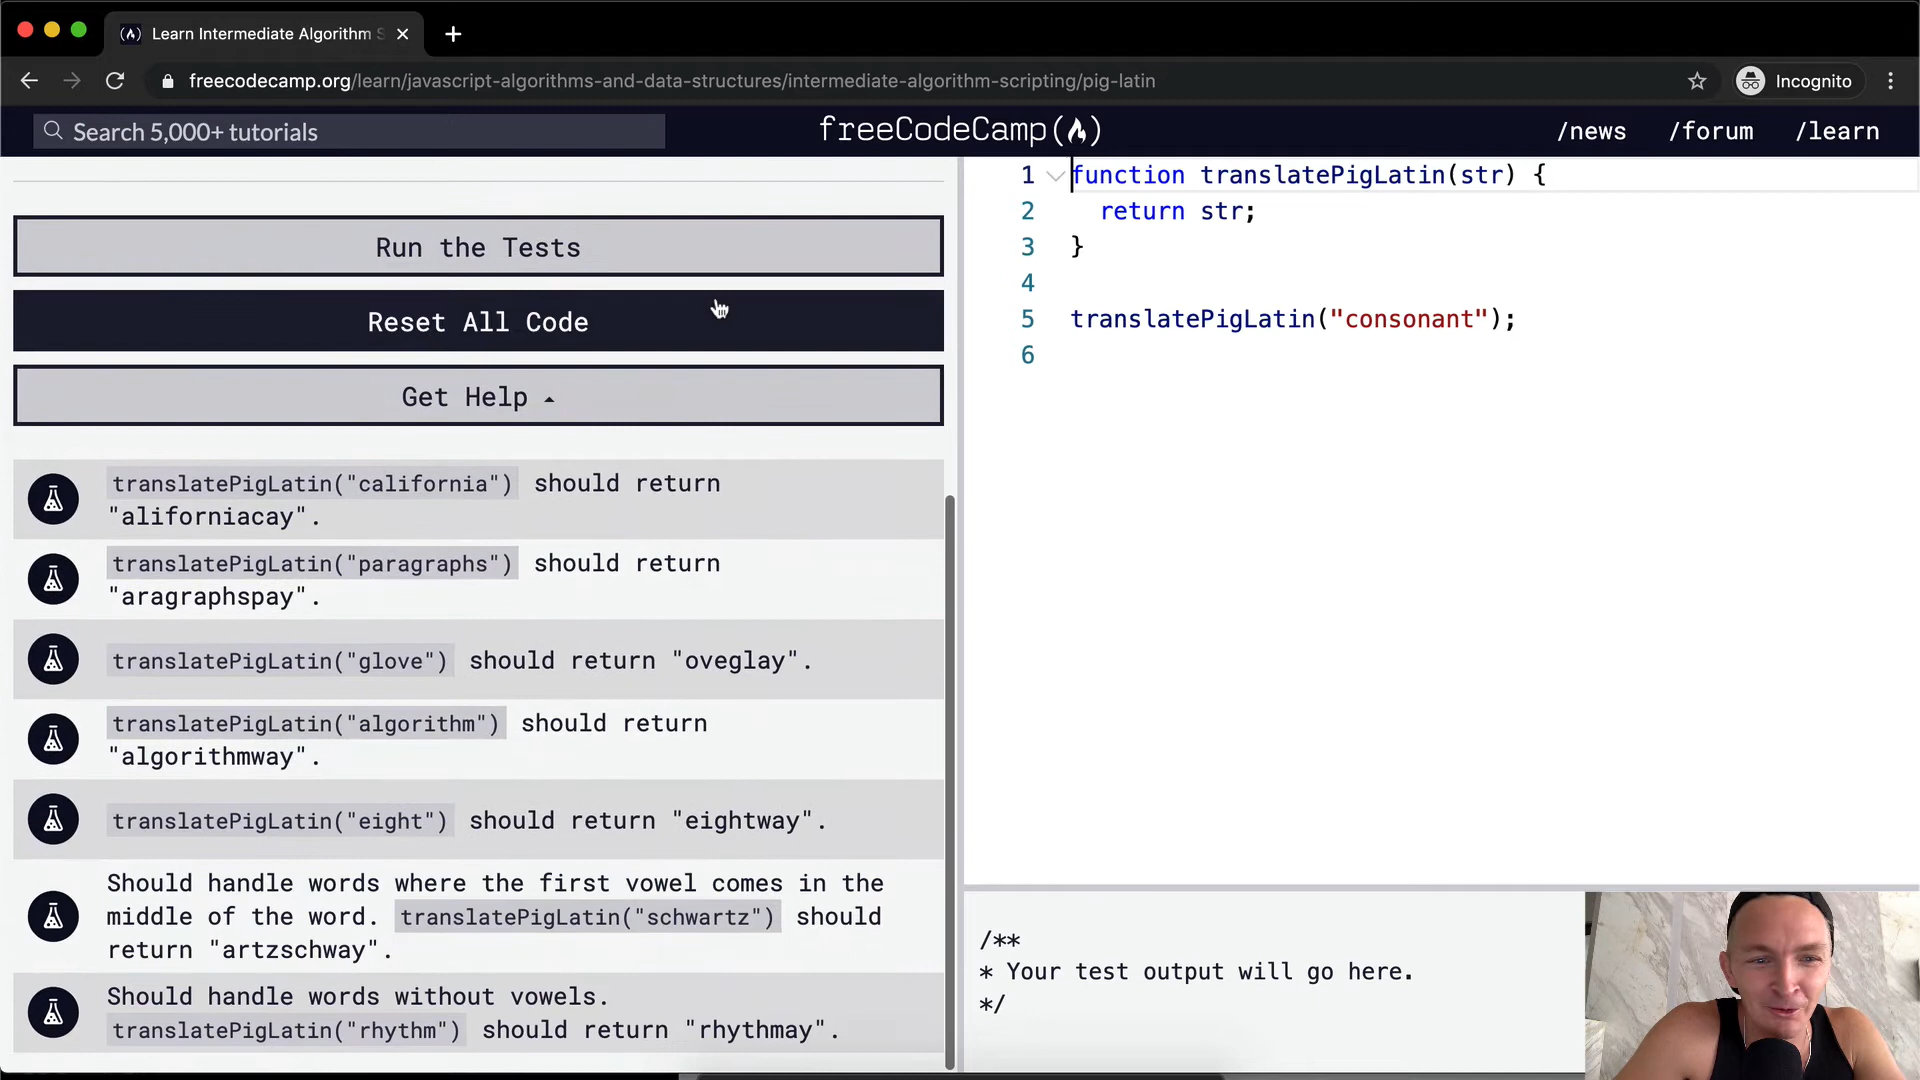 Learn Intermediate Algorithm S
freecodecamp.org/learn/javascript-algorithms-and-data-structures/intermediate-algorithm-scripting/pig-latin
Incognito
Search 5,000+ tutorials
freeCodeCamp
/news
/forum
/learn
Run the Tests
Reset All Code
Get Help
translatePigLatin("california") should return
"aliforniacay".
translatePigLatin("paragraphs") should return
"aragraphspay".
translatePigLatin("glove") should return "oveglay".
translatePigLatin("algorithm") should return
"algorithmway".
translatePigLatin("eight") should return "eightway".
Should handle words where the first vowel comes in the
middle of the word. translatePigLatin("schwartz") should
return "artzschway".
Should handle words without vowels.
translatePigLatin("rhythm") should return "rhythmay".
1 function translatePigLatin(str) {
2 return str;
3 }
4
5 translatePigLatin("consonant");
6
/**
* Your test output will go here.
*/